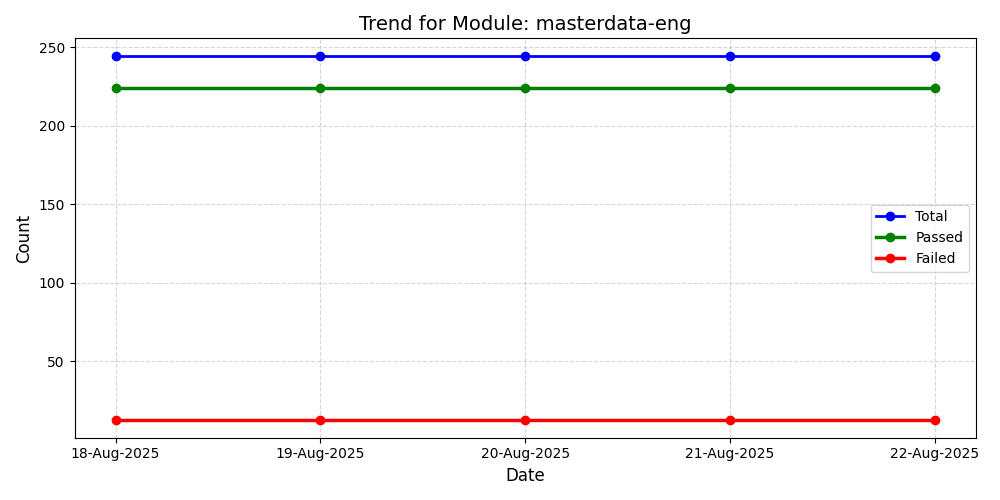 Trend for Module: masterdata-eng
250
200
150
100
50
Count
Total
Passed
Failed
18-Aug-2025
19-Aug-2025
20-Aug-2025
21-Aug-2025
22-Aug-2025
Date